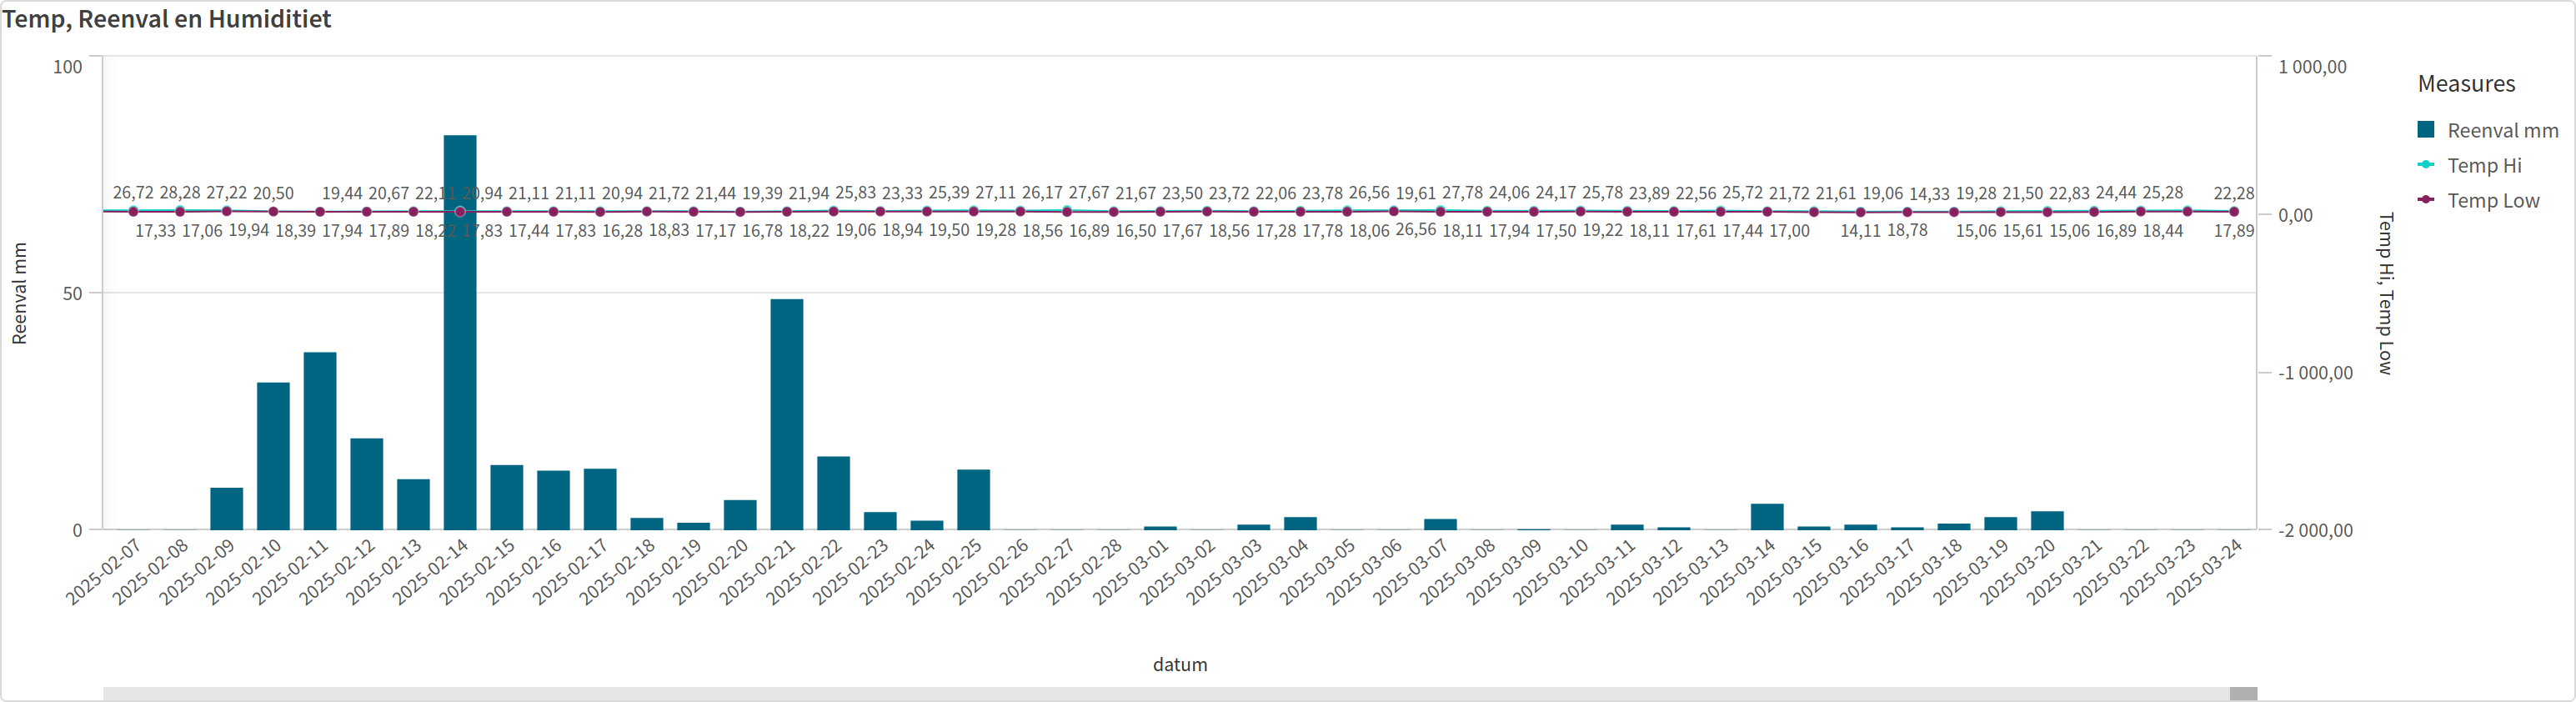 Temp, Reenval en Humiditiet
100
50
0
Reenval mm
1 000,00
0,00
-1 000,00
-2 000,00
Temp Hi, Temp Low
Measures
Reenval mm
Temp Hi
Temp Low
26,72 28,28 27,22 20,50 19,44 20,67 22,11 20,94 21,11 21,11 20,94 21,72 21,44 19,39 21,94 25,83 23,33 25,39 27,11 26,17 27,67 21,67 23,50 23,72 22,06 23,78 26,56 19,61 27,78 24,06 24,17 25,78 23,89 22,56 25,72 21,72 21,61 19,06 14,33 19,28 21,50 22,83 24,44 25,28 22,28
17,33 17,06 19,94 18,39 17,94 17,89 18,22 17,83 17,44 17,83 16,28 18,83 17,17 16,78 18,22 19,06 18,94 19,50 19,28 18,56 16,89 16,50 17,67 18,56 17,28 17,78 18,06 26,56 18,11 17,94 17,50 19,22 18,11 17,61 17,44 17,00 14,11 18,78 15,06 15,61 15,06 16,89 18,44 17,89
2025-02-07 2025-02-08 2025-02-09 2025-02-10 2025-02-11 2025-02-12 2025-02-13 2025-02-14 2025-02-15 2025-02-16 2025-02-17 2025-02-18 2025-02-19 2025-02-20 2025-02-21 2025-02-22 2025-02-23 2025-02-24 2025-02-25 2025-02-26 2025-02-27 2025-02-28 2025-03-01 2025-03-02 2025-03-03 2025-03-04 2025-03-05 2025-03-06 2025-03-07 2025-03-08 2025-03-09 2025-03-10 2025-03-11 2025-03-12 2025-03-13 2025-03-14 2025-03-15 2025-03-16 2025-03-17 2025-03-18 2025-03-19 2025-03-20 2025-03-21 2025-03-22 2025-03-23 2025-03-24
datum